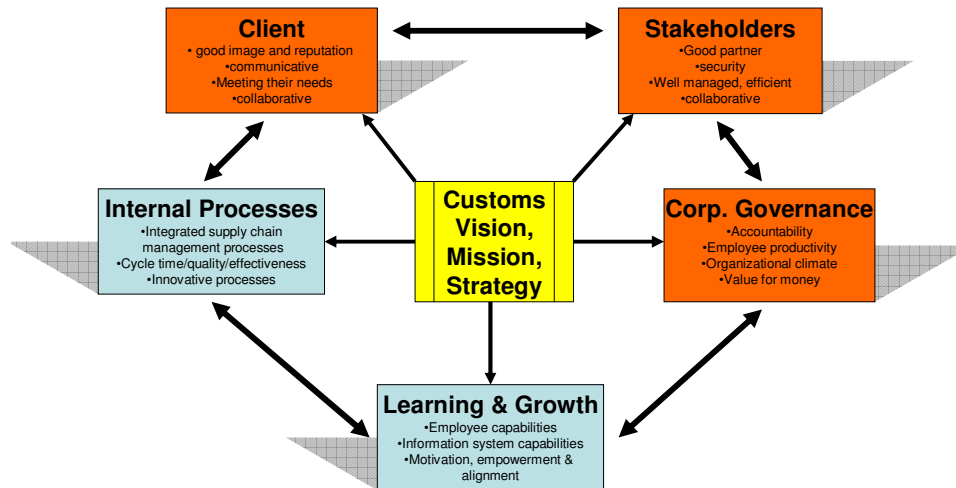 Client
• good image and reputation
•communicative
•Meeting their needs
•collaborative
Stakeholders
•Good partner
•security
•Well managed, efficient
•collaborative
Internal Processes
•Integrated supply chain
management processes
•Cycle time/quality/effectiveness
•Innovative processes
Customs
Vision,
Mission,
Strategy
Corp. Governance
•Accountability
•Employee productivity
•Organizational climate
•Value for money
Learning & Growth
•Employee capabilities
•Information system capabilities
•Motivation, empowerment &
alignment